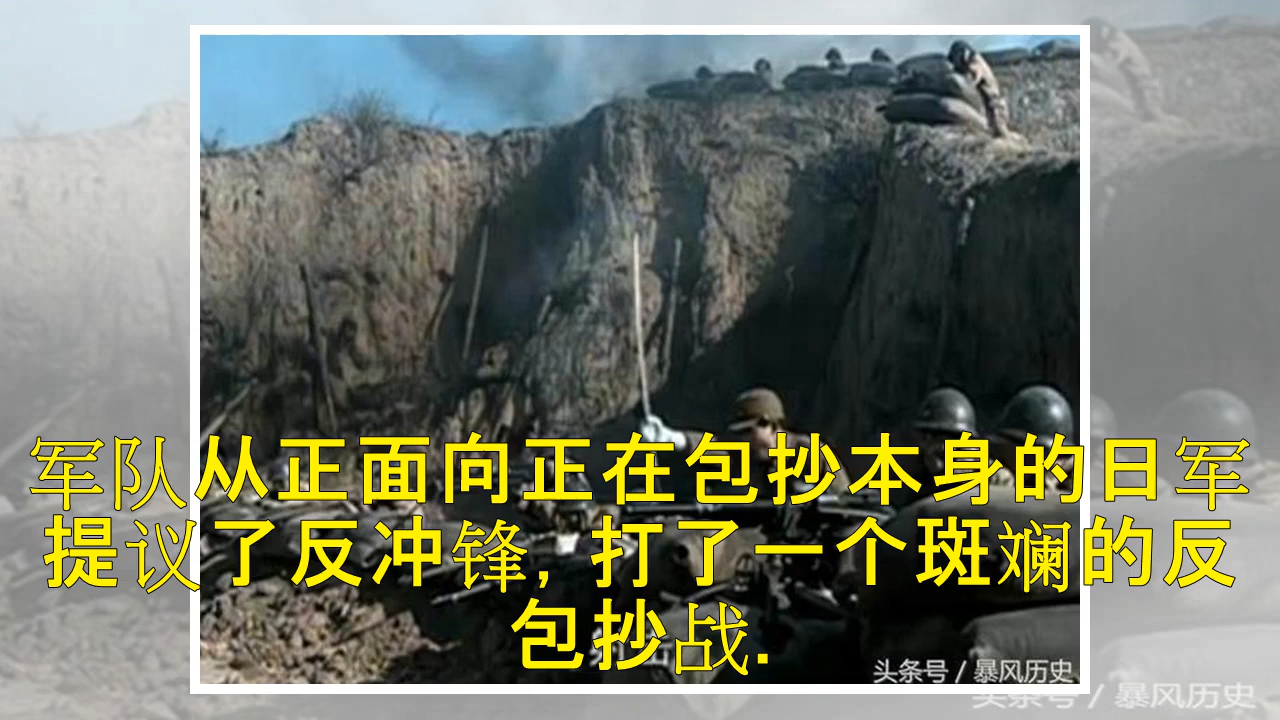 军队从正面向正在包抄本身的日军
提议了反冲锋, 打了一个斑斓的反
包抄战.
头条号 / 暴风历史
头条号 / 暴风历史